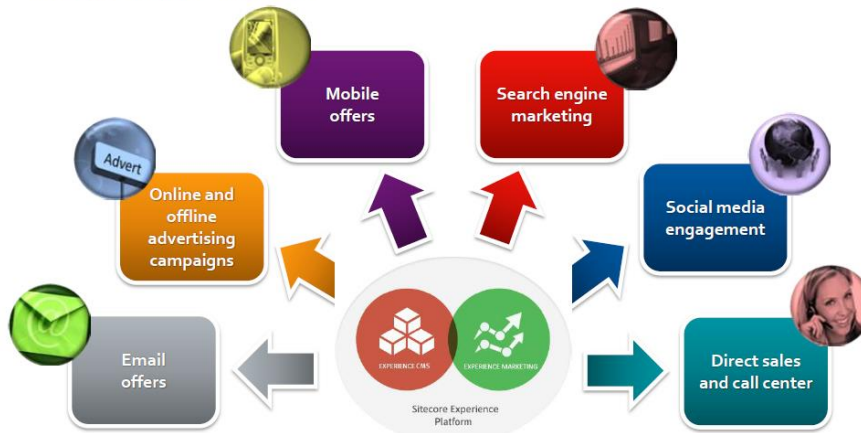 Mobile
offers
Search engine
marketing
Advert
Online and
offline
advertising
campaigns
Social media
engagement
@
Email
offers
EXPERIENCE CMS
EXPERIENCE MARKETING
Direct sales
and call center
Sitecore Experience
Platform